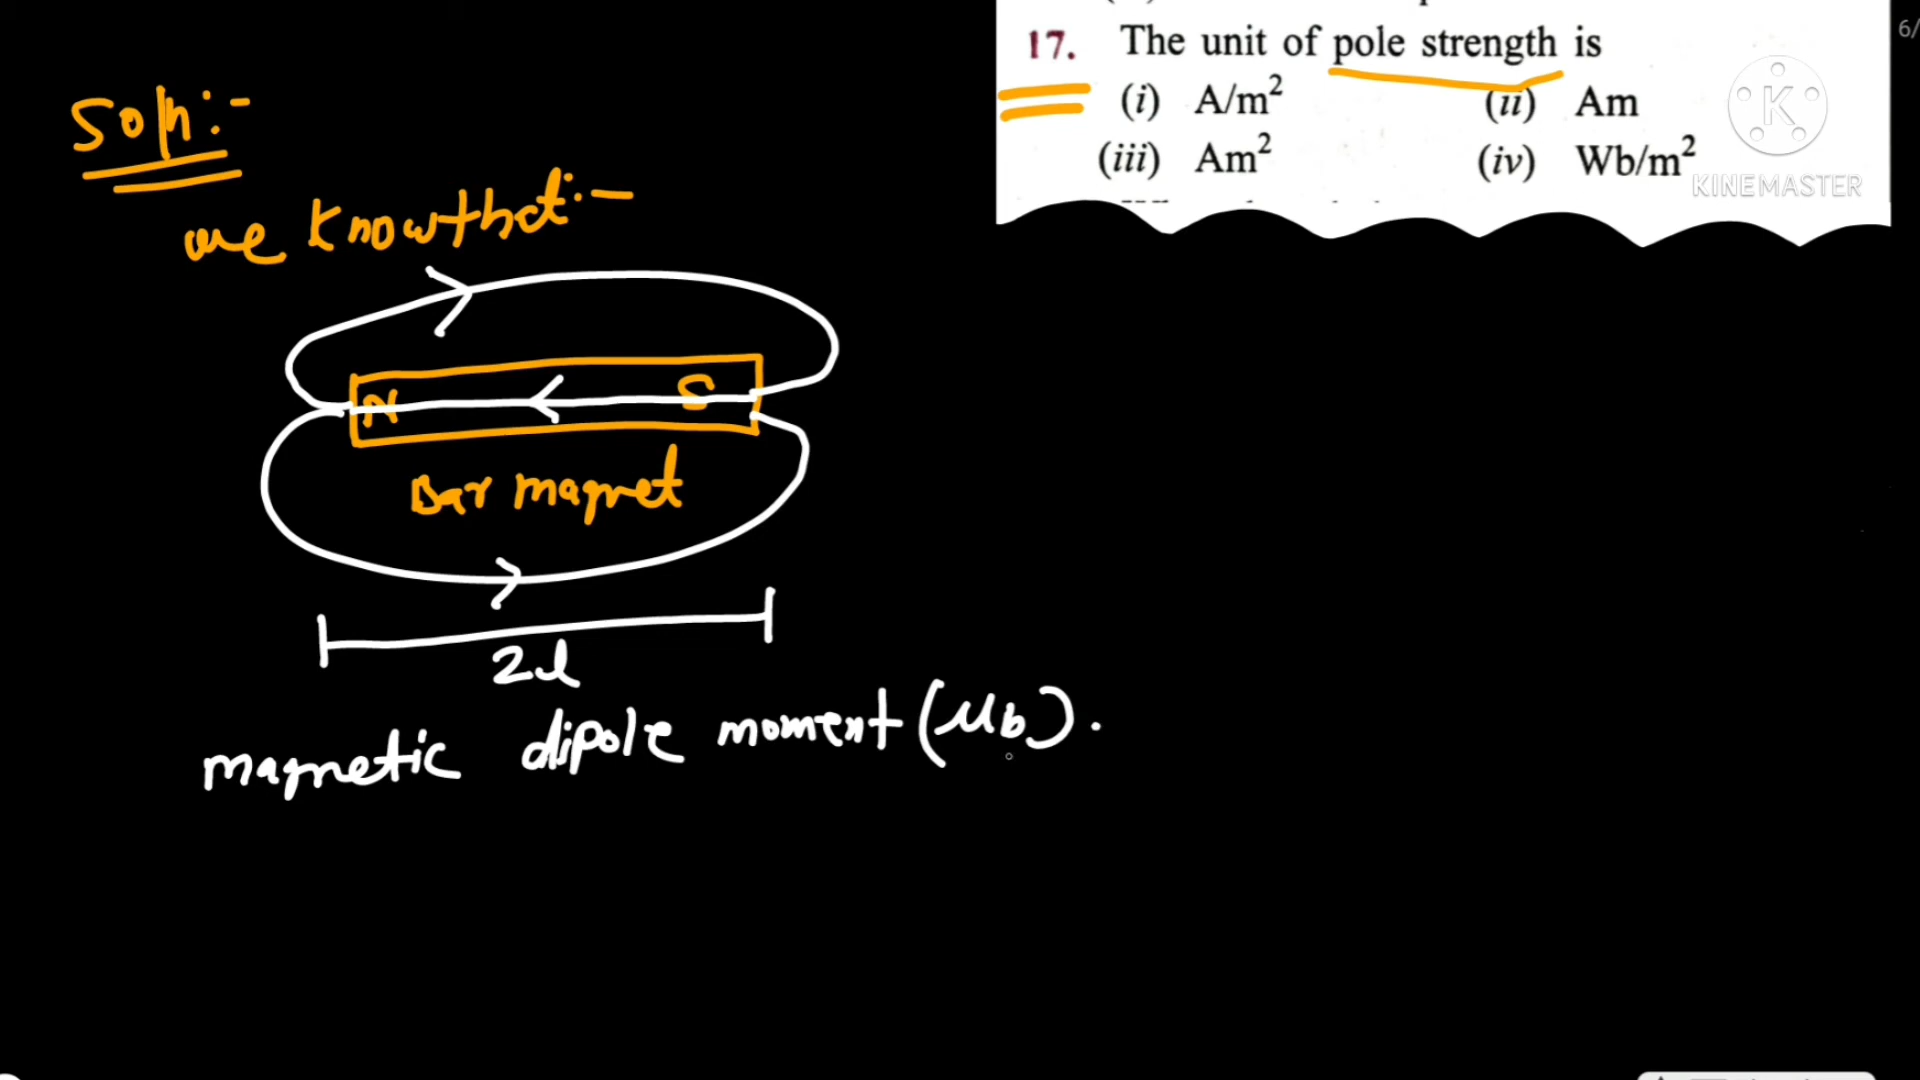 17. The unit of pole strength is
(i) A/m² (ii) Am
(iii) Am² (iv) Wb/m²
K
KINEMASTER
6/
Soln:-
we know that:-
N S
Bar magnet
2l
magnetic dipole moment (Mb).